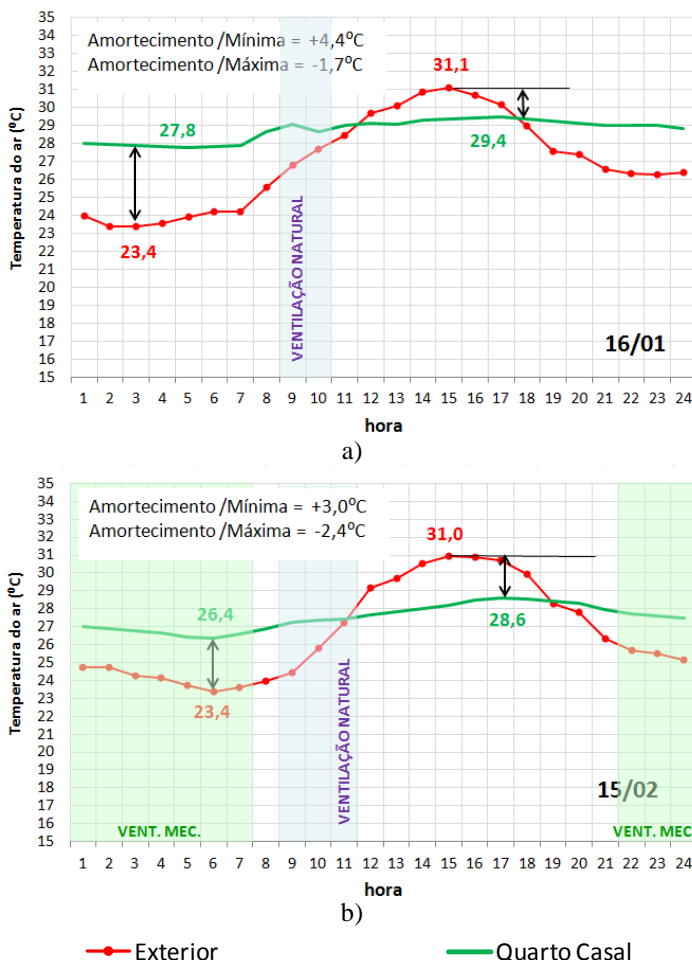 Amortecimento/Mínima = +4,4⁰C
Amortecimento/Máxima = -1,7⁰C
Temperatura do ar (⁰C)
35
34
33
32
31
30
29
28
27
26
25
24
23
22
21
20
19
18
17
16
15
27,8
23,4
31,1
29,4
VENTILAÇÃO NATURAL
16/01
1 2 3 4 5 6 7 8 9 10 11 12 13 14 15 16 17 18 19 20 21 22 23 24
hora
a)
Amortecimento/Mínima = +3,0⁰C
Amortecimento/Máxima = -2,4⁰C
Temperatura do ar (⁰C)
35
34
33
32
31
30
29
28
27
26
25
24
23
22
21
20
19
18
17
16
15
26,4
23,4
31,0
28,6
VENTILAÇÃO NATURAL
15/02
VENT. MEC.
VENT. MEC
1 2 3 4 5 6 7 8 9 10 11 12 13 14 15 16 17 18 19 20 21 22 23 24
hora
b)
Exterior
Quarto Casal